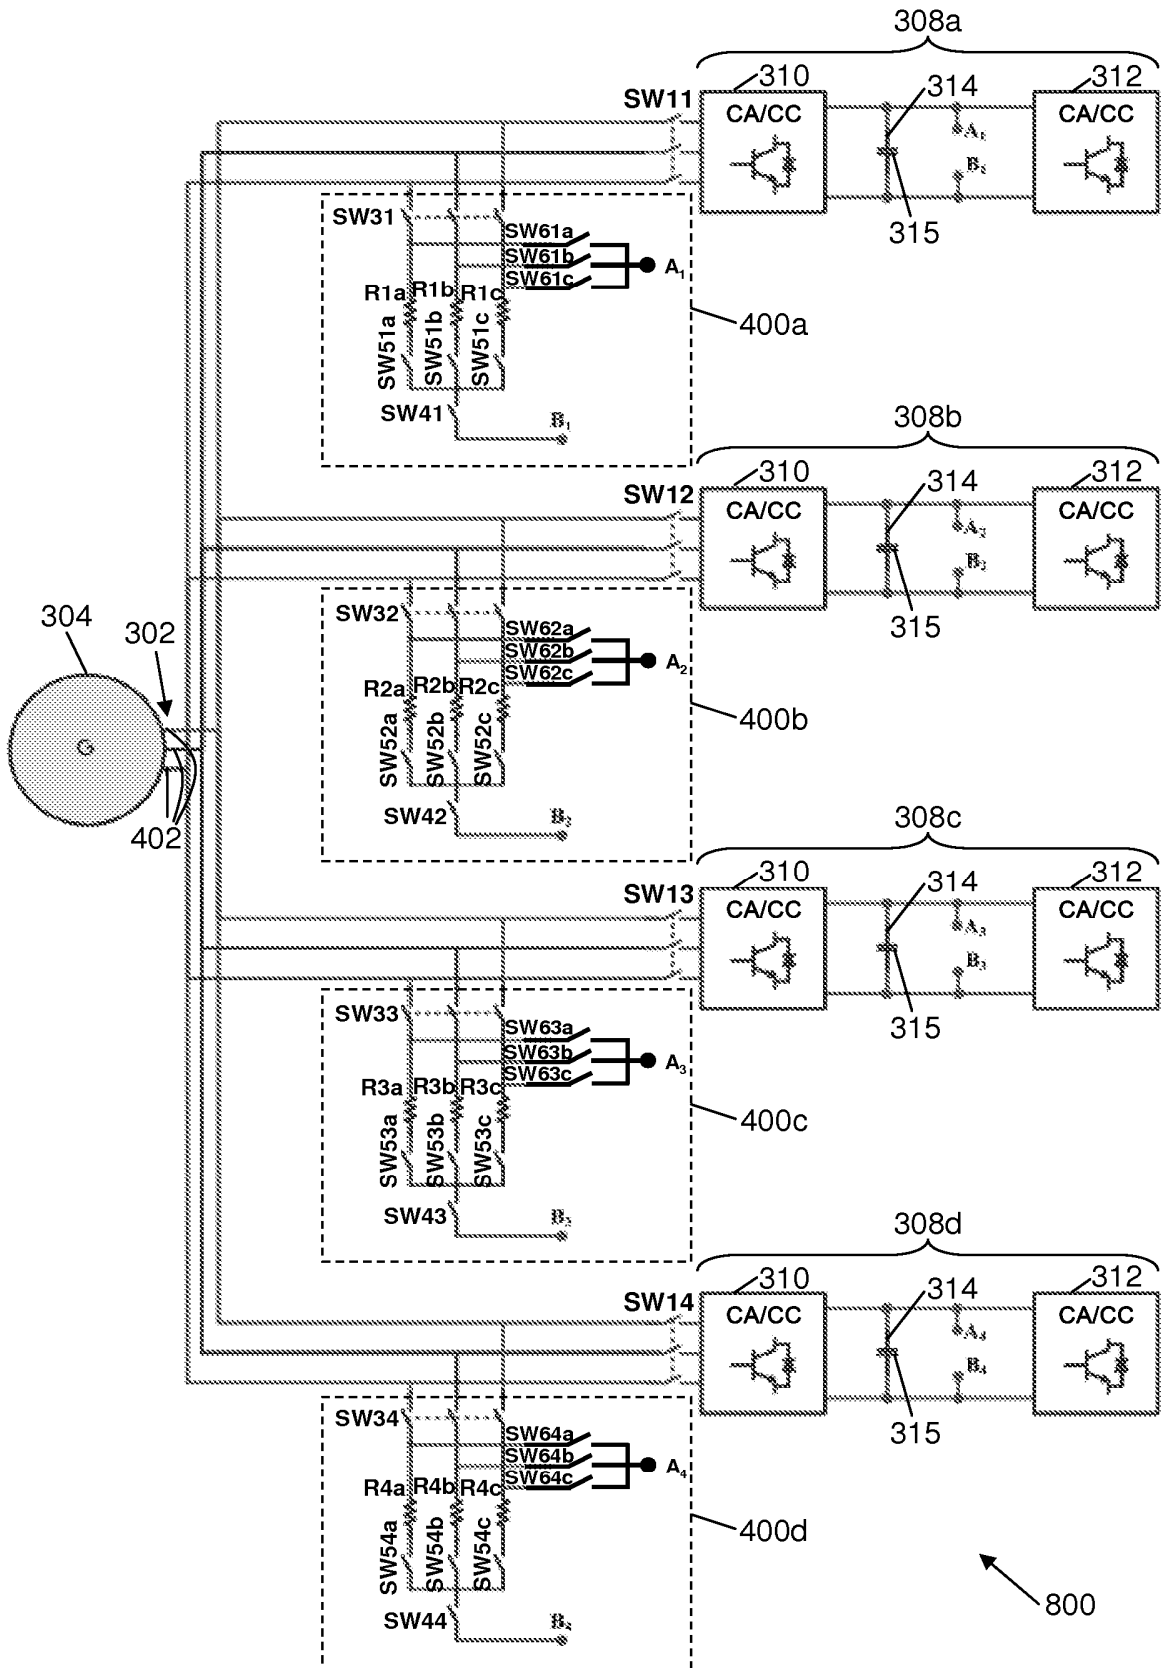 308a
310
314
312
SW11
CA/CC
A₁
B₁
CA/CC
315
SW31
SW61a
SW61b
SW61c
A₁
R1a
R1b
R1c
400a
SW51a
SW51b
SW51c
SW41
B₁
308b
310
314
312
SW12
CA/CC
A₂
B₂
CA/CC
315
SW32
SW62a
SW62b
SW62c
A₂
R2a
R2b
R2c
400b
SW52a
SW52b
SW52c
SW42
B₂
304
302
G
402
308c
310
314
312
SW13
CA/CC
A₃
B₃
CA/CC
315
SW33
SW63a
SW63b
SW63c
A₃
R3a
R3b
R3c
400c
SW53a
SW53b
SW53c
SW43
B₃
308d
310
314
312
SW14
CA/CC
A₄
B₄
CA/CC
315
SW34
SW64a
SW64b
SW64c
A₄
R4a
R4b
R4c
400d
SW54a
SW54b
SW54c
SW44
B₄
800